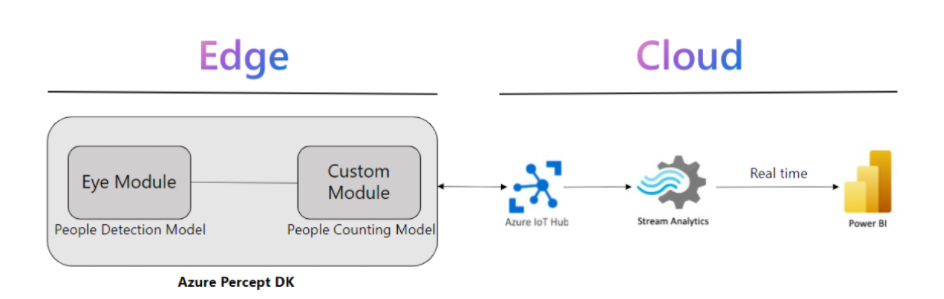 Edge
Cloud
Eye Module
Custom
Module
People Detection Model
People Counting Model
Azure Percept DK
Azure IoT Hub
Stream Analytics
Real time
Power BI